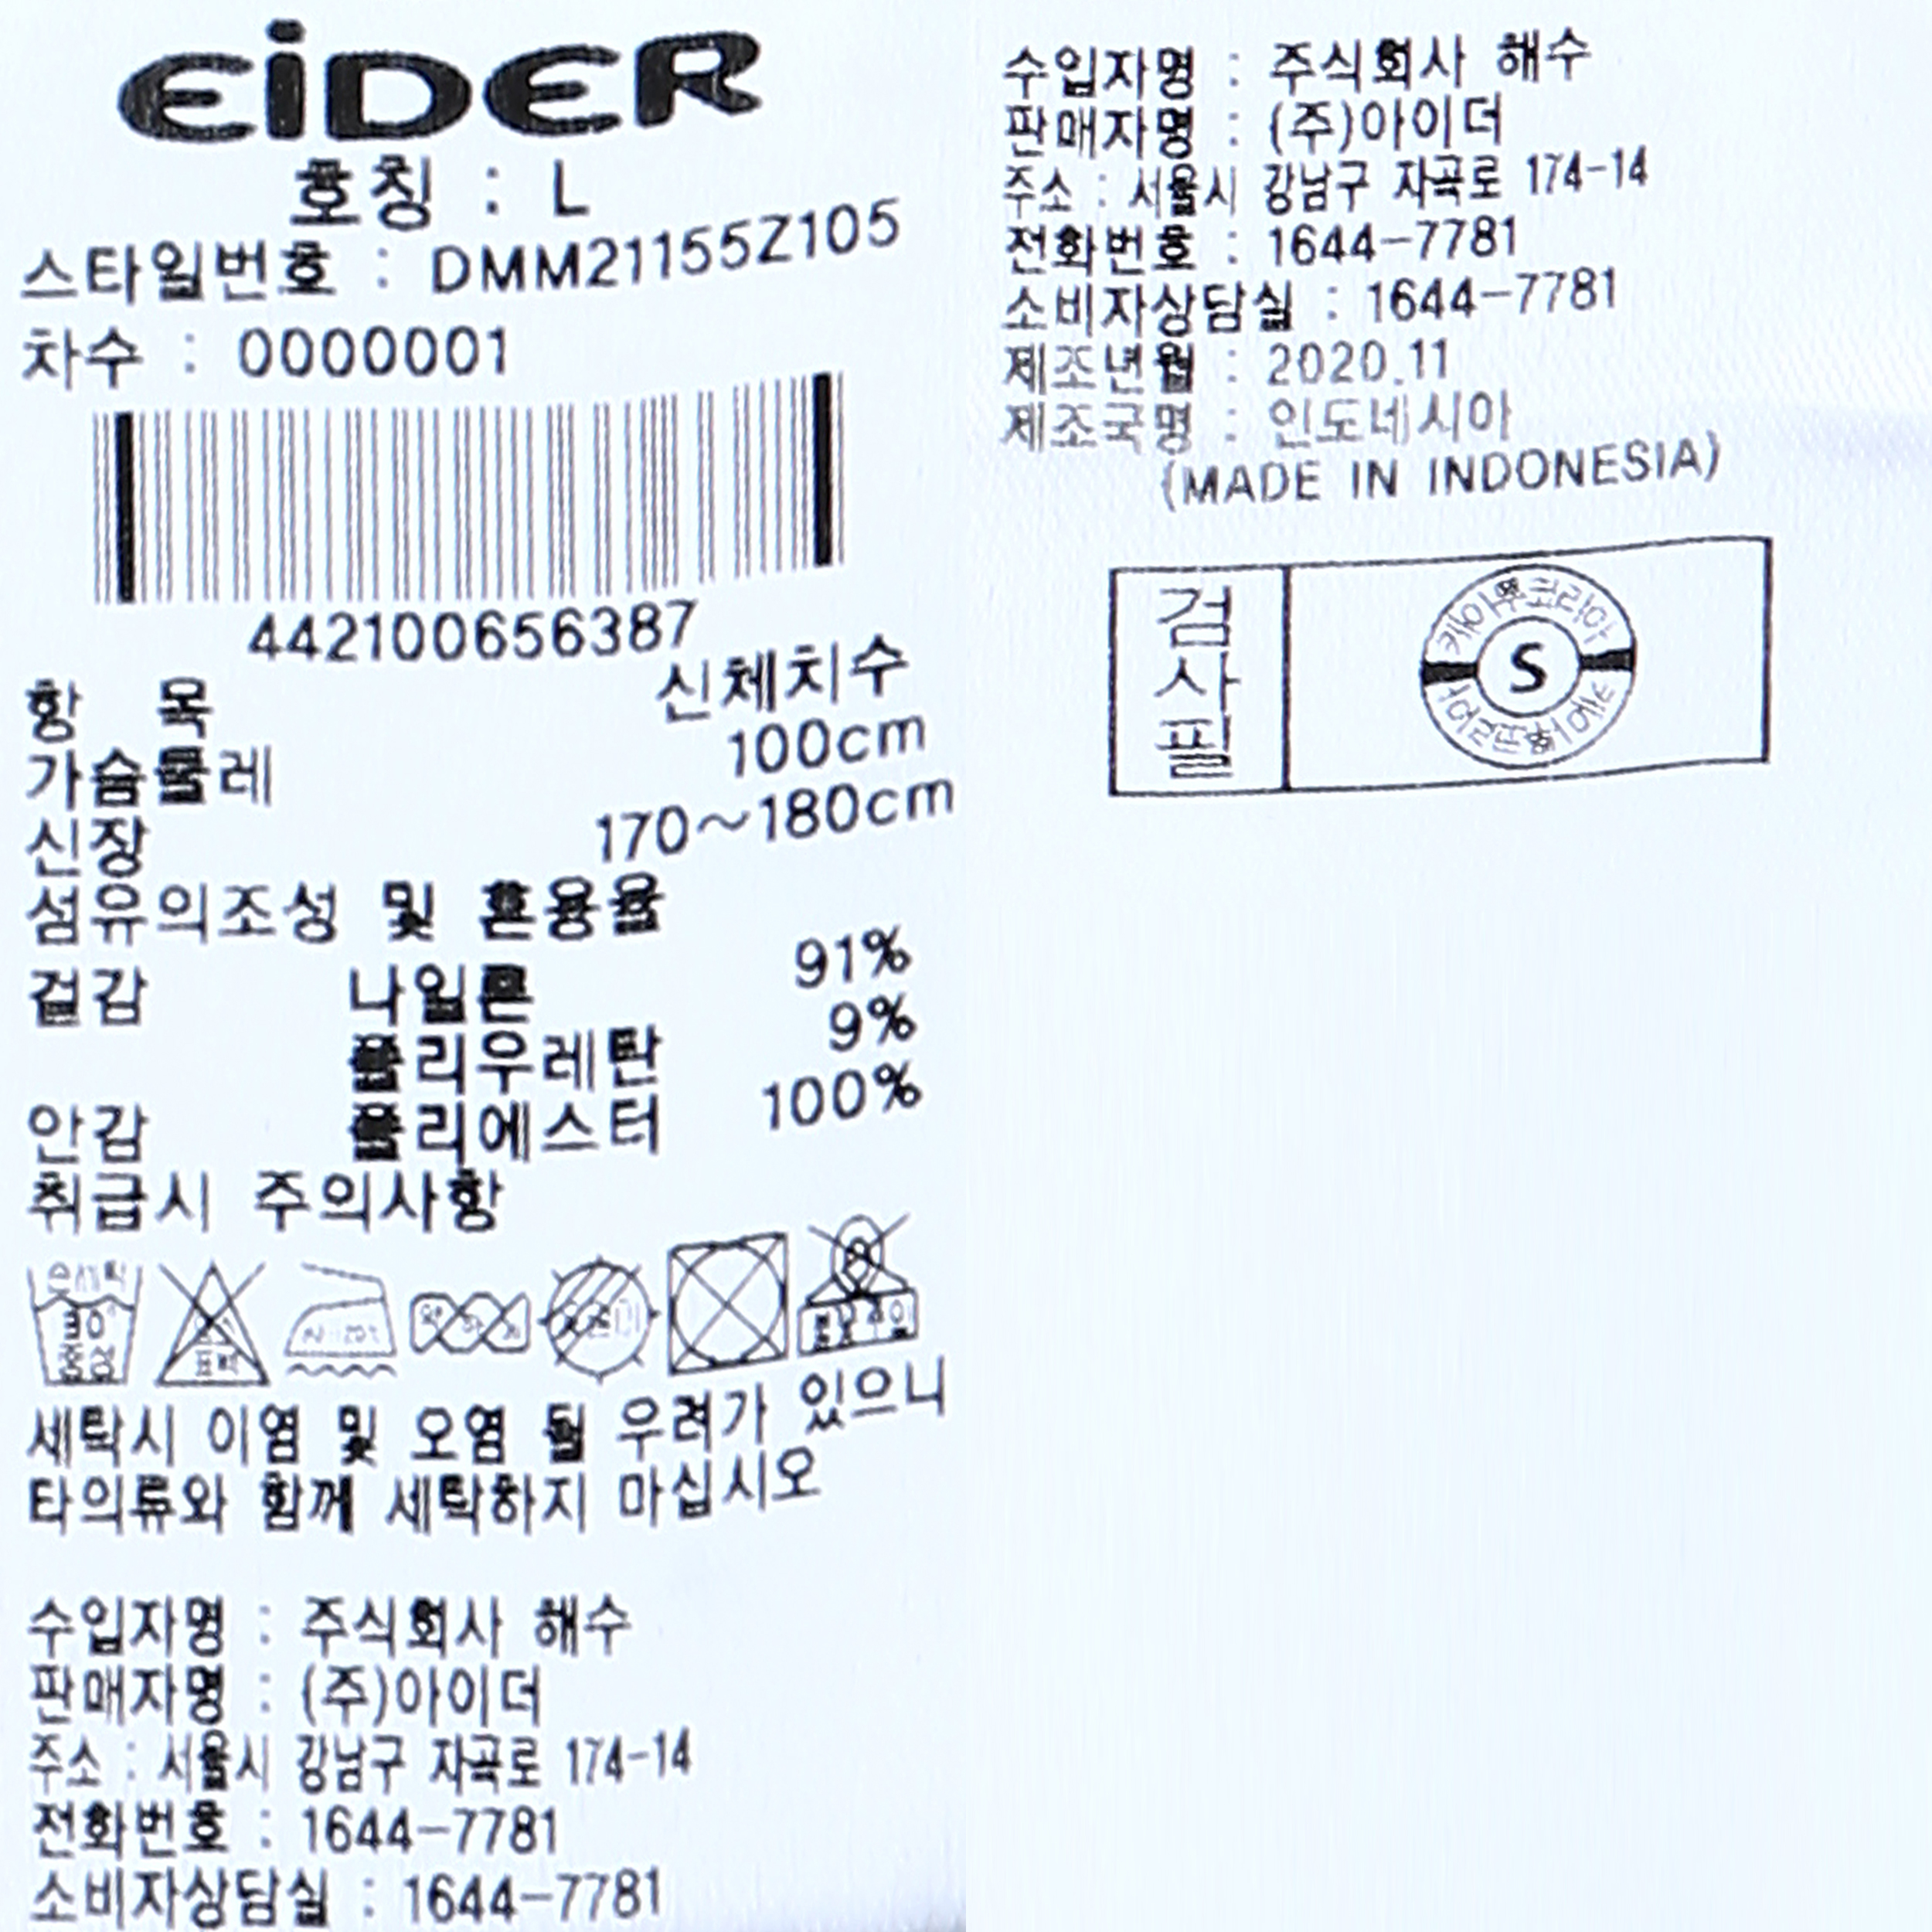 EiDER
호칭 : L
스타일번호 : DMM21155Z105
차수 : 0000001
442100656387
항 목 신체치수
가슴둘레 100cm
신장 170~180cm
섬유의조성 및 혼용율
겉감 나일론 91%
폴리우레탄 9%
안감 폴리에스터 100%
취급시 주의사항
손세탁
30°
중성
표백
세탁시 이염 및 오염 될 우려가 있으니
타의류와 함께 세탁하지 마십시오
수입자명 : 주식회사 해수
판매자명 : (주)아이더
주소 : 서울시 강남구 자곡로 174-14
전화번호 : 1644-7781
소비자상담실 : 1644-7781
수입자명 : 주식회사 해수
판매자명 : (주)아이더
주소 : 서울시 강남구 자곡로 174-14
전화번호 : 1644-7781
소비자상담실 : 1644-7781
제조년월 : 2020.11
제조국명 : 인도네시아
(MADE IN INDONESIA)
검사필
S